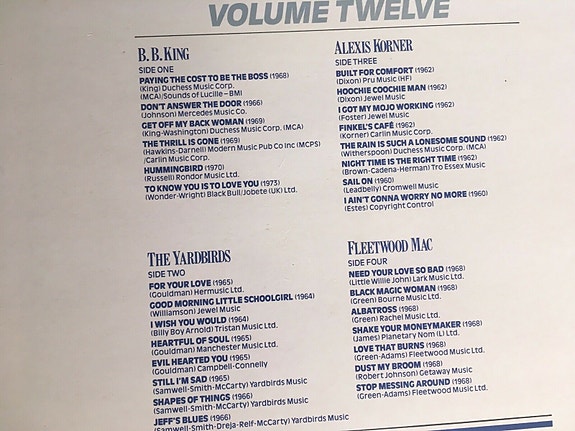 VOLUME TWELVE
B.B. KING
SIDE ONE
PAYING THE COST TO BE THE BOSS (1968)
(King) Duchess Music Corp.
(MCA)/Sounds of Lucille – BMI
DON'T ANSWER THE DOOR (1966)
(Johnson) Mercedes Music Co.
GET OFF MY BACK WOMAN (1969)
(King-Washington) Duchess Music Corp. (MCA)
THE THRILL IS GONE (1969)
(Hawkins-Darnell) Modern Music Pub Co inc (MCPS)
/Carlin Music Corp.
HUMMINGBIRD (1970)
(Russell) Rondor Music Ltd.
TO KNOW YOU IS TO LOVE YOU (1973)
(Wonder-Wright) Black Bull/Jobete (UK) Ltd.
ALEXIS KORNER
SIDE THREE
BUILT FOR COMFORT (1962)
(Dixon) Pru Music (HF)
HOOCHIE COOCHIE MAN (1962)
(Dixon) Jewel Music
I GOT MY MOJO WORKING (1962)
(Foster) Jewel Music
FINKEL'S CAFÉ (1962)
(Korner) Carlin Music Corp.
THE RAIN IS SUCH A LONESOME SOUND (1962)
(Witherspoon) Duchess Music Corp. (MCA)
NIGHT TIME IS THE RIGHT TIME (1962)
(Brown-Cadena-Herman) Tro Essex Music
SAIL ON (1960)
(Leadbelly) Cromwell Music
I AIN'T GONNA WORRY NO MORE (1960)
(Estes) Copyright Control
THE YARDBIRDS
SIDE TWO
FOR YOUR LOVE (1965)
(Gouldman) Hermusic Ltd.
GOOD MORNING LITTLE SCHOOLGIRL (1964)
(Williamson) Jewel Music
I WISH YOU WOULD (1964)
(Billy Boy Arnold) Tristan Music Ltd.
HEARTFUL OF SOUL (1965)
(Gouldman) Manchester Music Ltd.
EVIL HEARTED YOU (1965)
(Gouldman) Campbell-Connelly
STILL I'M SAD (1965)
(Samwell-Smith-McCarty) Yardbirds Music
SHAPES OF THINGS (1966)
(Samwell-Smith-McCarty) Yardbirds Music
JEFF'S BLUES (1966)
(Samwell-Smith-Dreja-Relf-McCarty) Yardbirds Music
FLEETWOOD MAC
SIDE FOUR
NEED YOUR LOVE SO BAD (1968)
(Little Willie John) Lark Music Ltd.
BLACK MAGIC WOMAN (1968)
(Green) Bourne Music Ltd.
ALBATROSS (1968)
(Green) Rachel Music Ltd.
SHAKE YOUR MONEYMAKER (1968)
(James) Planetary Nom (L) Ltd.
LOVE THAT BURNS (1968)
(Green-Adams) Fleetwood Music Ltd.
DUST MY BROOM (1968)
(Robert Johnson) Getaway Music
STOP MESSING AROUND (1968)
(Green-Adams) Fleetwood Music Ltd.